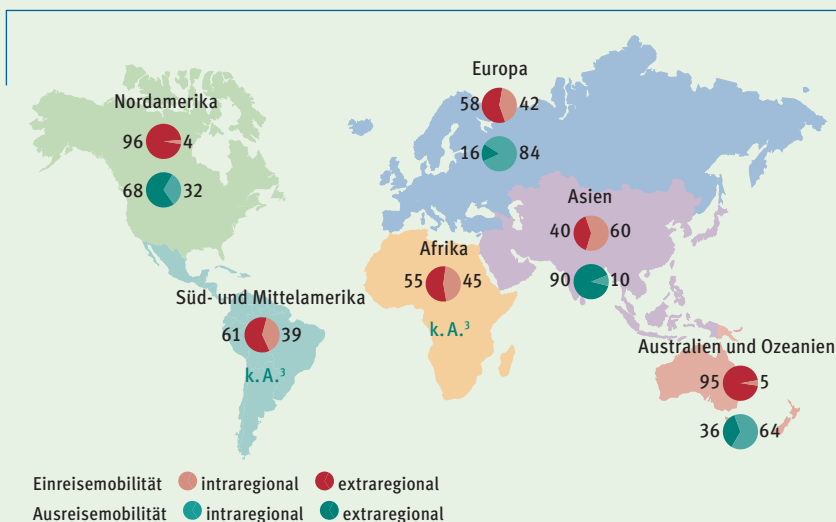 Nordamerika
96 4
68 32
Europa
58 42
16 84
Asien
40 60
90 10
Afrika
55 45
k. A.³
Süd- und Mittelamerika
61 39
k. A.³
Australien und Ozeanien
95 5
36 64
Einreisemobilität intraregional extraregional
Ausreisemobilität intraregional extraregional